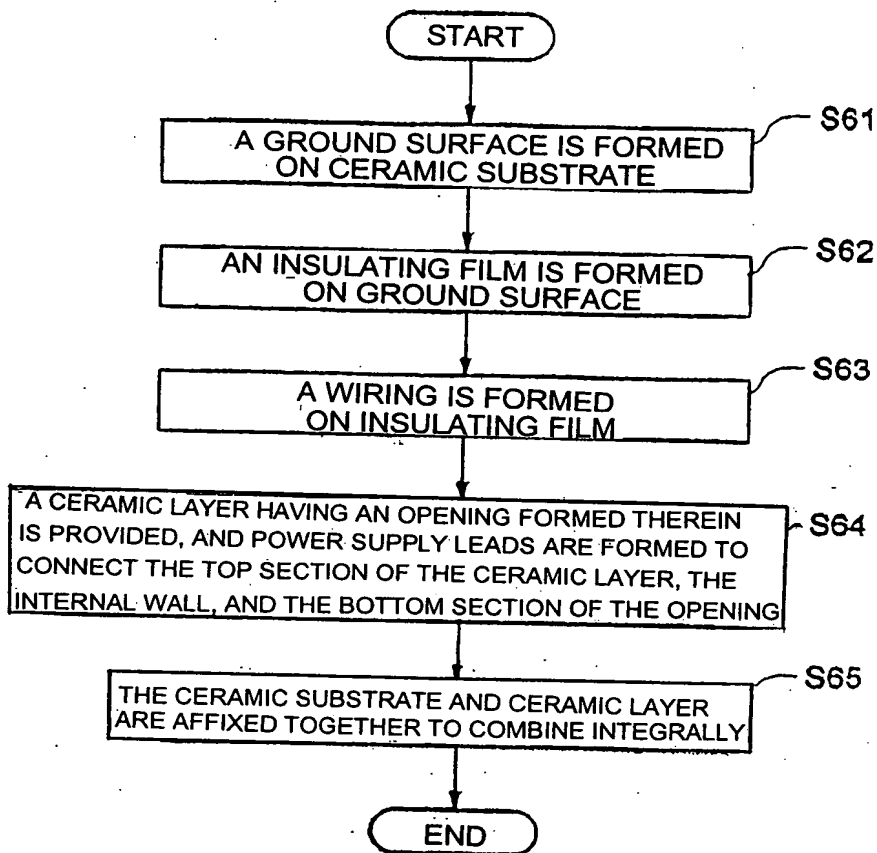 START
S61
A GROUND SURFACE IS FORMED
ON CERAMIC SUBSTRATE
S62
AN INSULATING FILM IS FORMED
ON GROUND SURFACE
S63
A WIRING IS FORMED
ON INSULATING FILM
S64
A CERAMIC LAYER HAVING AN OPENING FORMED THEREIN
IS PROVIDED, AND POWER SUPPLY LEADS ARE FORMED TO
CONNECT THE TOP SECTION OF THE CERAMIC LAYER, THE
INTERNAL WALL, AND THE BOTTOM SECTION OF THE OPENING
S65
THE CERAMIC SUBSTRATE AND CERAMIC LAYER
ARE AFFIXED TOGETHER TO COMBINE INTEGRALLY
END